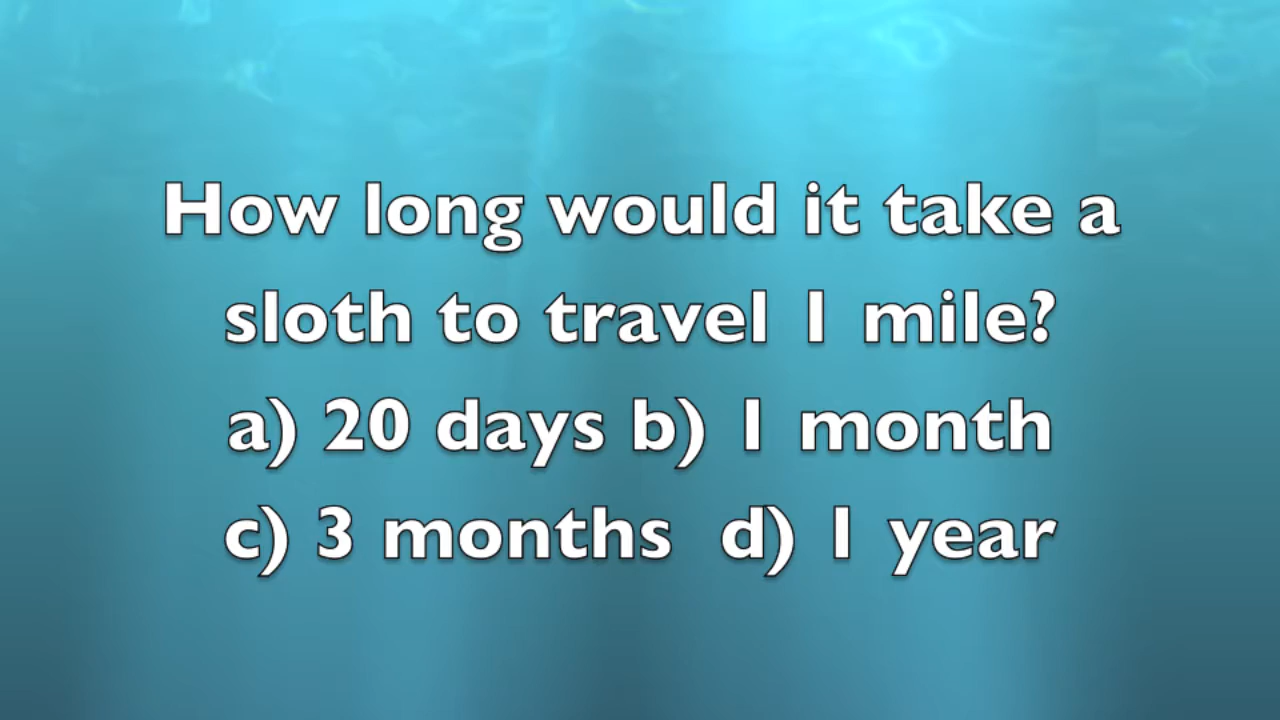 How long would it take a
sloth to travel 1 mile?
a) 20 days b) 1 month
c) 3 months d) 1 year